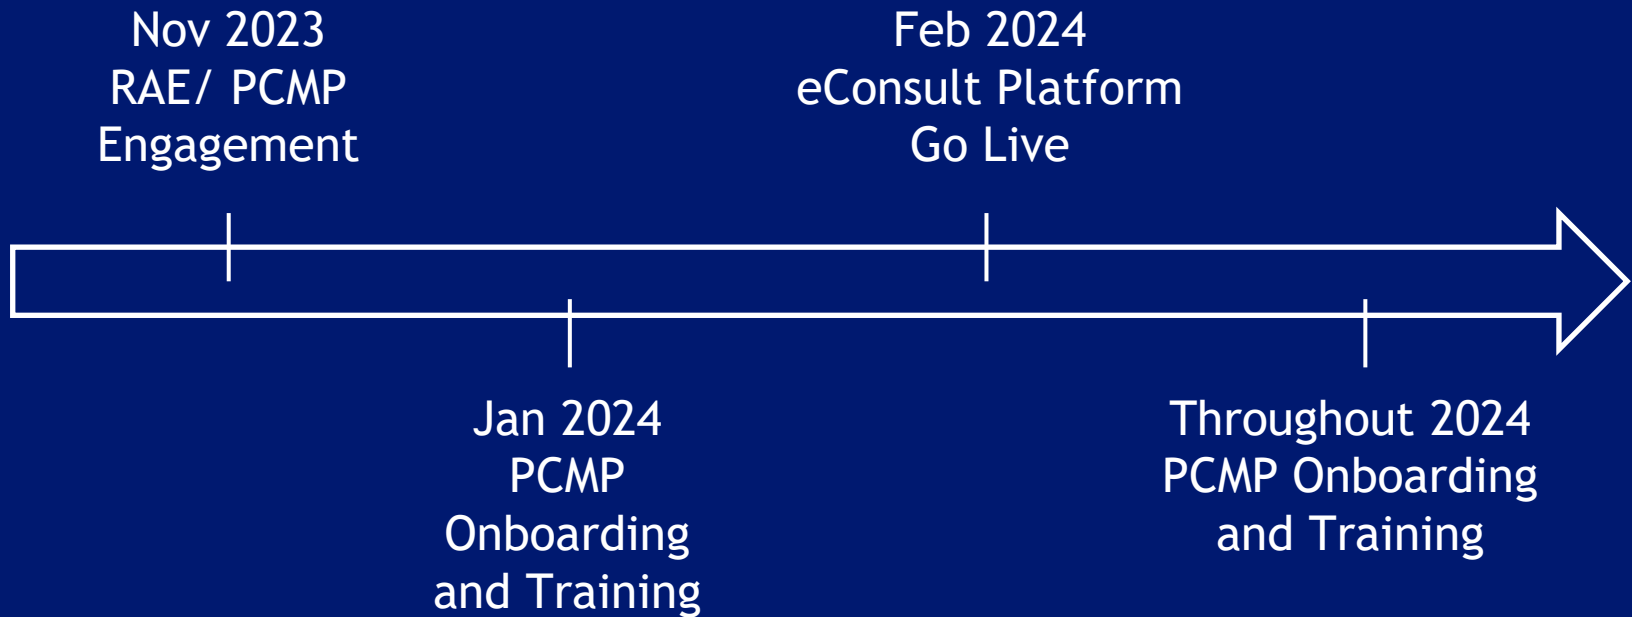 Nov 2023
RAE/ PCMP
Engagement
Feb 2024
eConsult Platform
Go Live
Jan 2024
PCMP
Onboarding
and Training
Throughout 2024
PCMP Onboarding
and Training